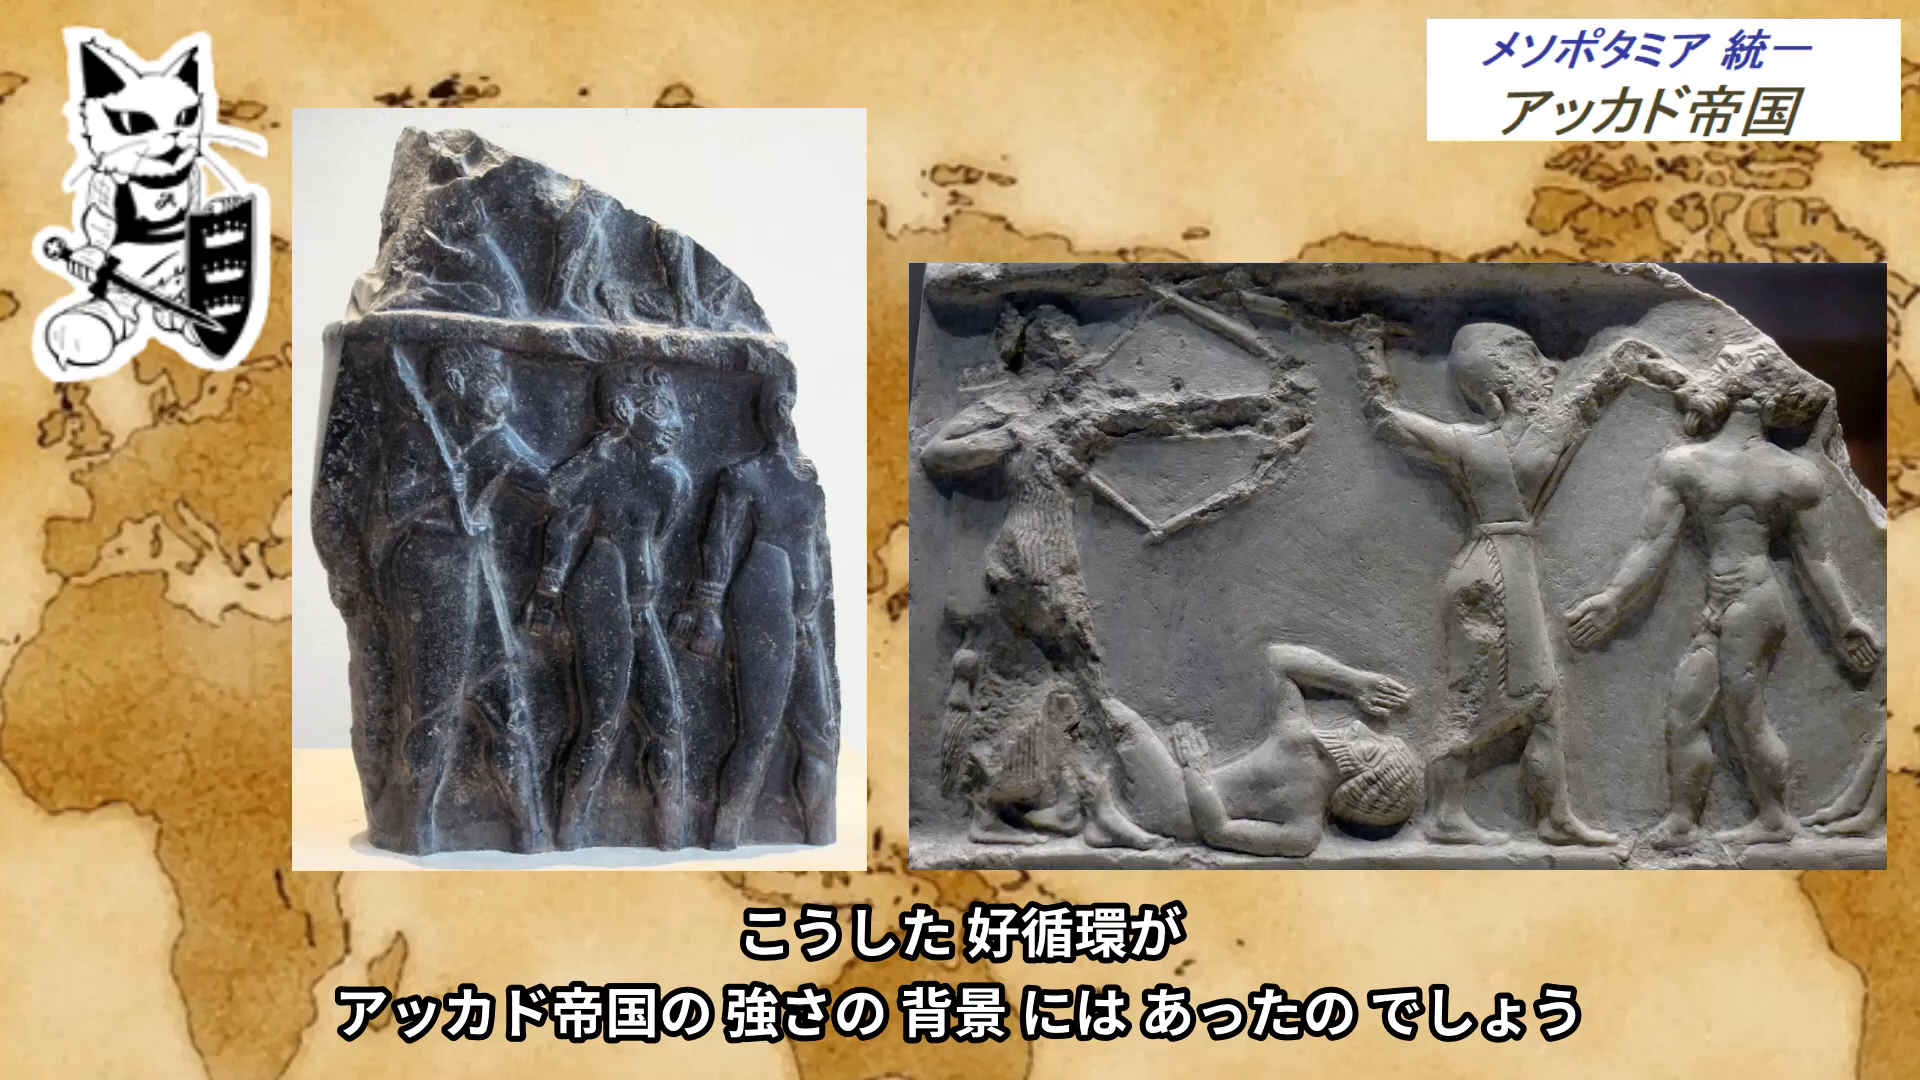 メソポタミア 統一
アッカド帝国
こうした 好循環が
アッカド帝国の 強さの 背景 には あったの でしょう